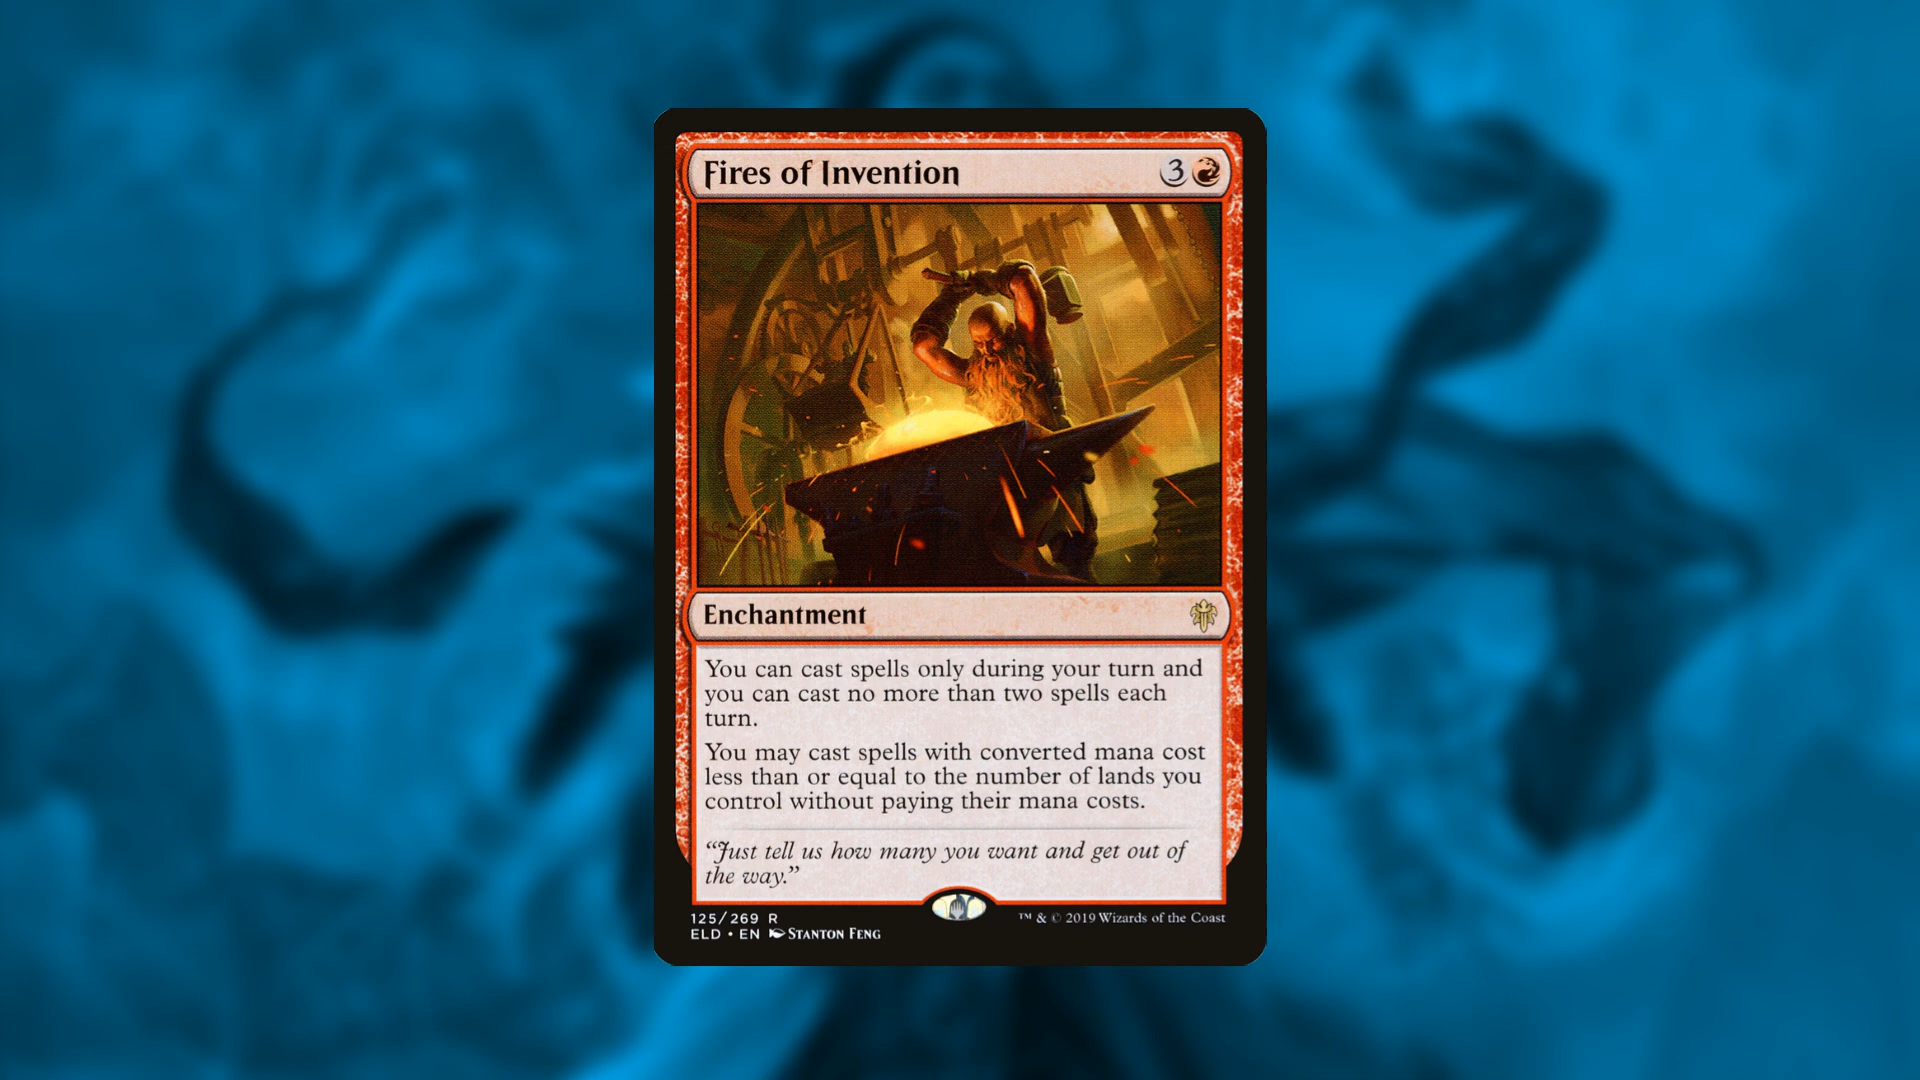 Fires of Invention 3
Enchantment
You can cast spells only during your turn and
you can cast no more than two spells each
turn.
You may cast spells with converted mana cost
less than or equal to the number of lands you
control without paying their mana costs.
“Just tell us how many you want and get out of
the way.”
125/269 R
ELD • EN STANTON FENG
™ & © 2019 Wizards of the Coast